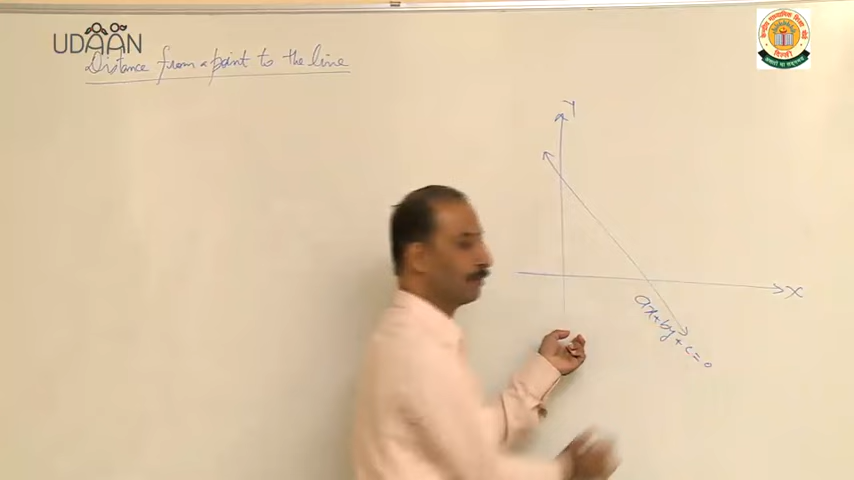 UDAAN
Distance from a point to the line
Y
X
ax+by+c=0